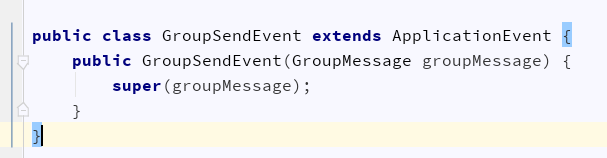 public class GroupSendEvent extends ApplicationEvent {
    public GroupSendEvent(GroupMessage groupMessage) {
        super(groupMessage);
    }
}